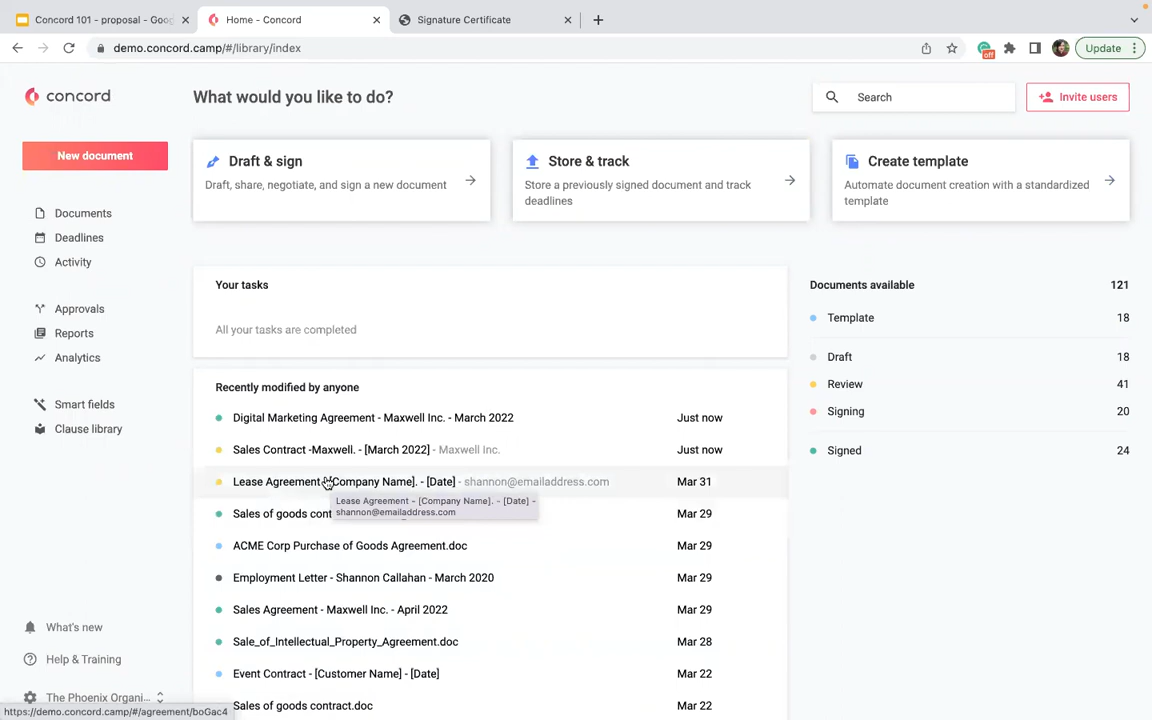 Concord 101 - proposal - Goo
Home - Concord
Signature Certificate
demo.concord.camp/#/library/index
off
Update
concord
What would you like to do?
Search
Invite users
New document
Draft & sign
Draft, share, negotiate, and sign a new document
Store & track
Store a previously signed document and track
deadlines
Create template
Automate document creation with a standardized
template
Documents
Deadlines
Activity
Approvals
Reports
Analytics
Smart fields
Clause library
Your tasks
All your tasks are completed
Documents available 121
Template 18
Draft 18
Review 41
Signing 20
Signed 24
Recently modified by anyone
Digital Marketing Agreement - Maxwell Inc. - March 2022 Just now
Sales Contract -Maxwell. - [March 2022] - Maxwell Inc. Just now
Lease Agreement [Company Name]. - [Date] - shannon@emailaddress.com Mar 31
Lease Agreement - [Company Name]. - [Date] -
shannon@emailaddress.com
Sales of goods cont Mar 29
ACME Corp Purchase of Goods Agreement.doc Mar 29
Employment Letter - Shannon Callahan - March 2020 Mar 29
Sales Agreement - Maxwell Inc. - April 2022 Mar 29
Sale_of_Intellectual_Property_Agreement.doc Mar 28
Event Contract - [Customer Name] - [Date] Mar 22
Sales of goods contract.doc Mar 22
What's new
Help & Training
The Phoenix Organi...
https://demo.concord.camp/#/agreement/boGac4